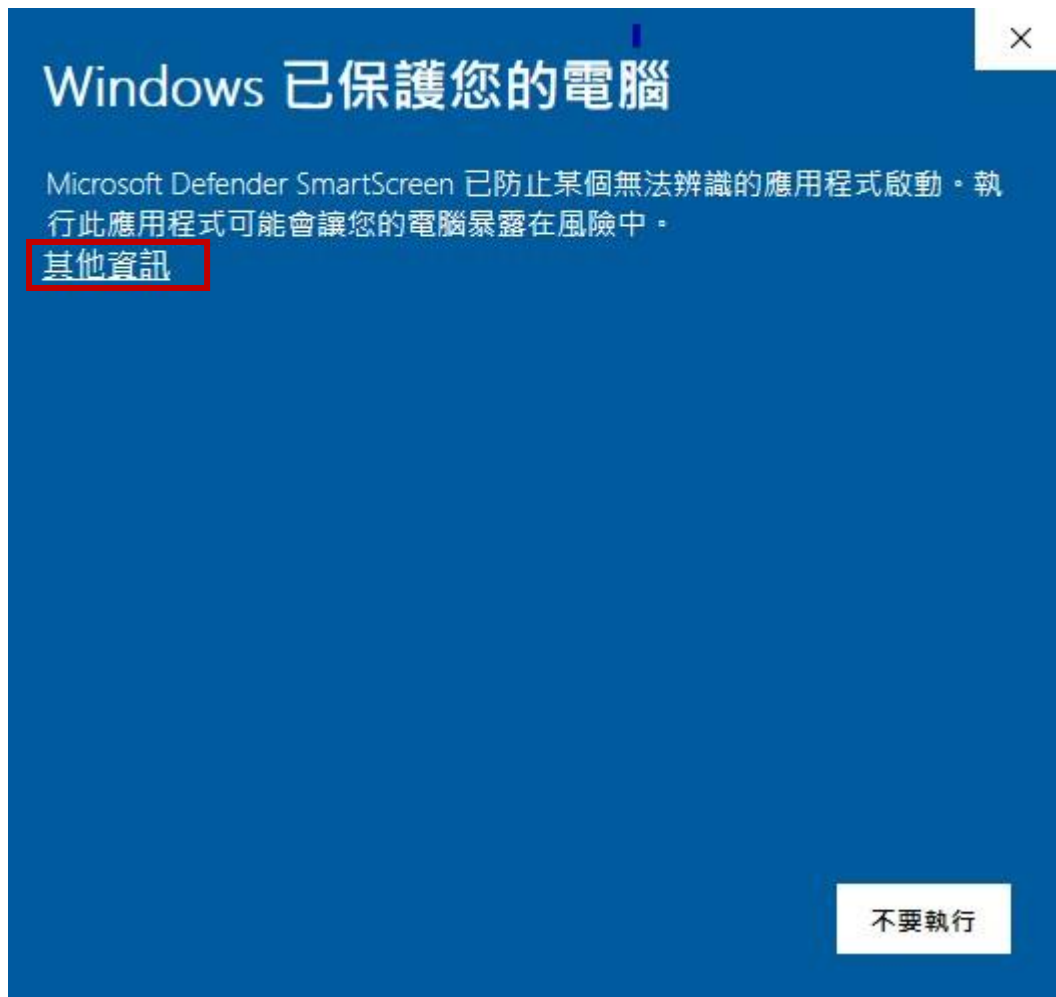 Windows 已保護您的電腦
Microsoft Defender SmartScreen 已防止某個無法辨識的應用程式啟動。執
行此應用程式可能會讓您的電腦暴露在風險中。
其他資訊
不要執行